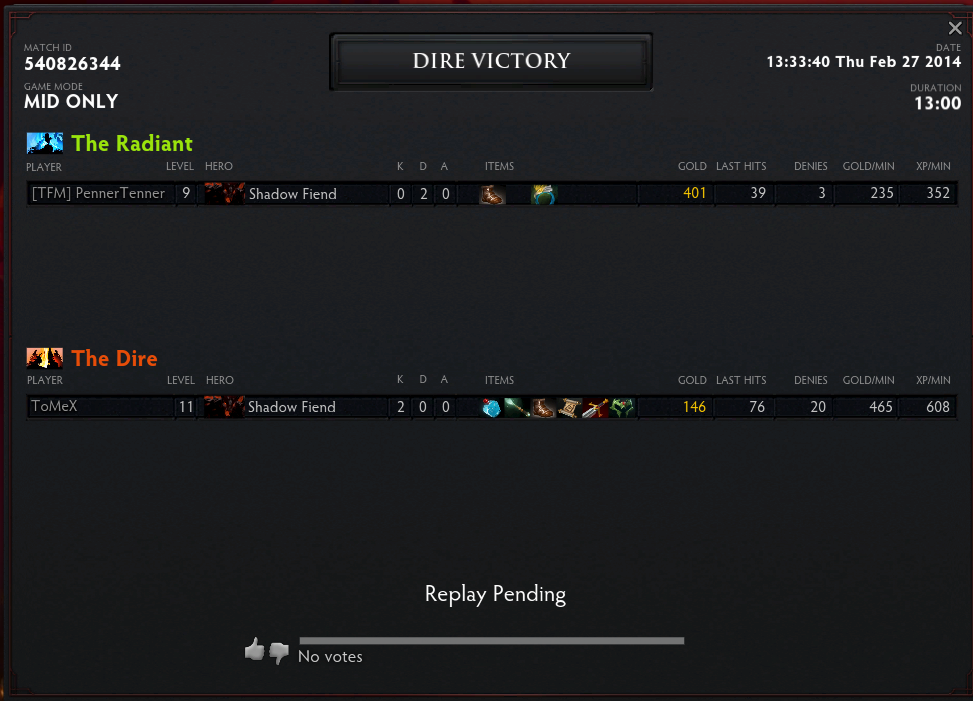 MATCH ID
540826344
GAME MODE
MID ONLY
DIRE VICTORY
DATE
13:33:40 Thu Feb 27 2014
DURATION
13:00
The Radiant
PLAYER LEVEL HERO K D A ITEMS GOLD LAST HITS DENIES GOLD/MIN XP/MIN
[TFM] PennerTenner 9 Shadow Fiend 0 2 0 401 39 3 235 352
The Dire
PLAYER LEVEL HERO K D A ITEMS GOLD LAST HITS DENIES GOLD/MIN XP/MIN
ToMeX 11 Shadow Fiend 2 0 0 146 76 20 465 608
Replay Pending
No votes